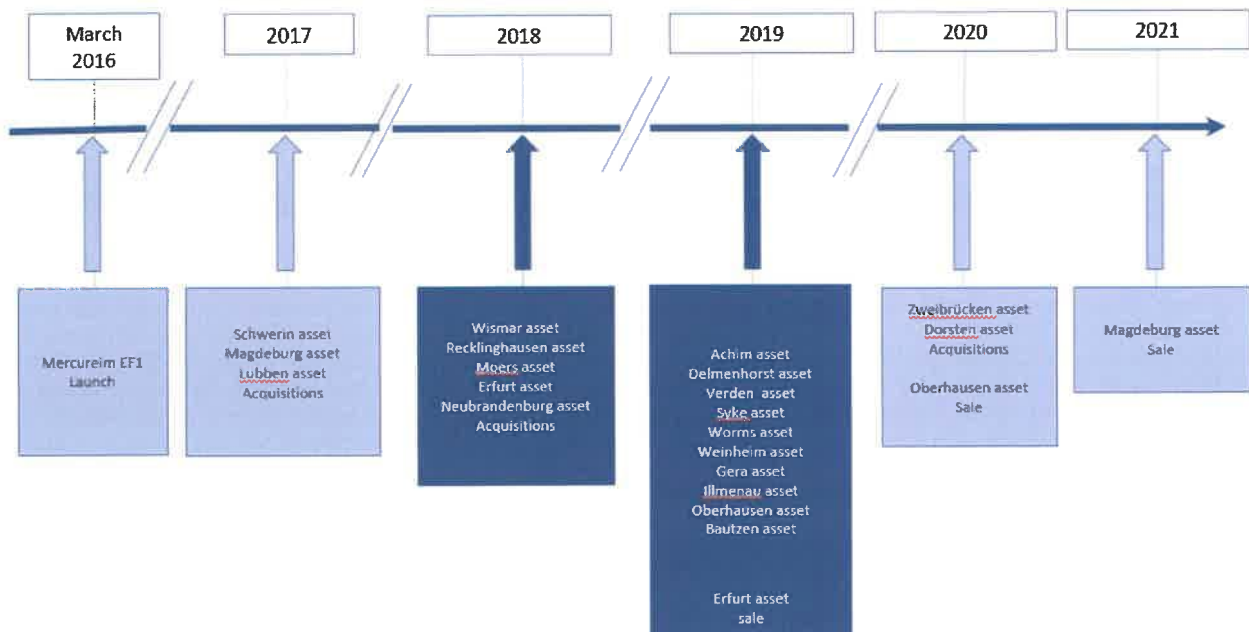 March
2016
2017
2018
2019
2020
2021
Mercureim EF1
Launch
Schwerin asset
Magdeburg asset
Lubben asset
Acquisitions
Wismar asset
Recklinghausen asset
Moers asset
Erfurt asset
Neubrandenburg asset
Acquisitions
Achim asset
Delmenhorst asset
Verden asset
Syke asset
Worms asset
Weinheim asset
Gera asset
Illmenau asset
Oberhausen asset
Bautzen asset
Erfurt asset
sale
Zweibrücken asset
Dorsten asset
Acquisitions
Oberhausen asset
Sale
Magdeburg asset
Sale